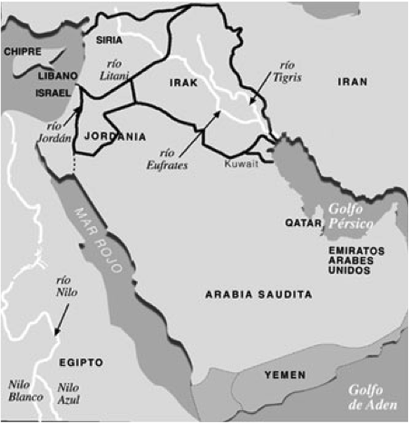 SIRIA
CHIPRE
río
Litani
LIBANO
ISRAEL
IRAK
río
Tigris
IRAN
río
Jordán
JORDANIA
río
Eufrates
Kuwait
MAR ROJO
QATAR
Golfo
Pérsico
EMIRATOS
ARABES
UNIDOS
río
Nilo
ARABIA SAUDITA
EGIPTO
YEMEN
Nilo
Blanco
Nilo
Azul
Golfo
de Aden